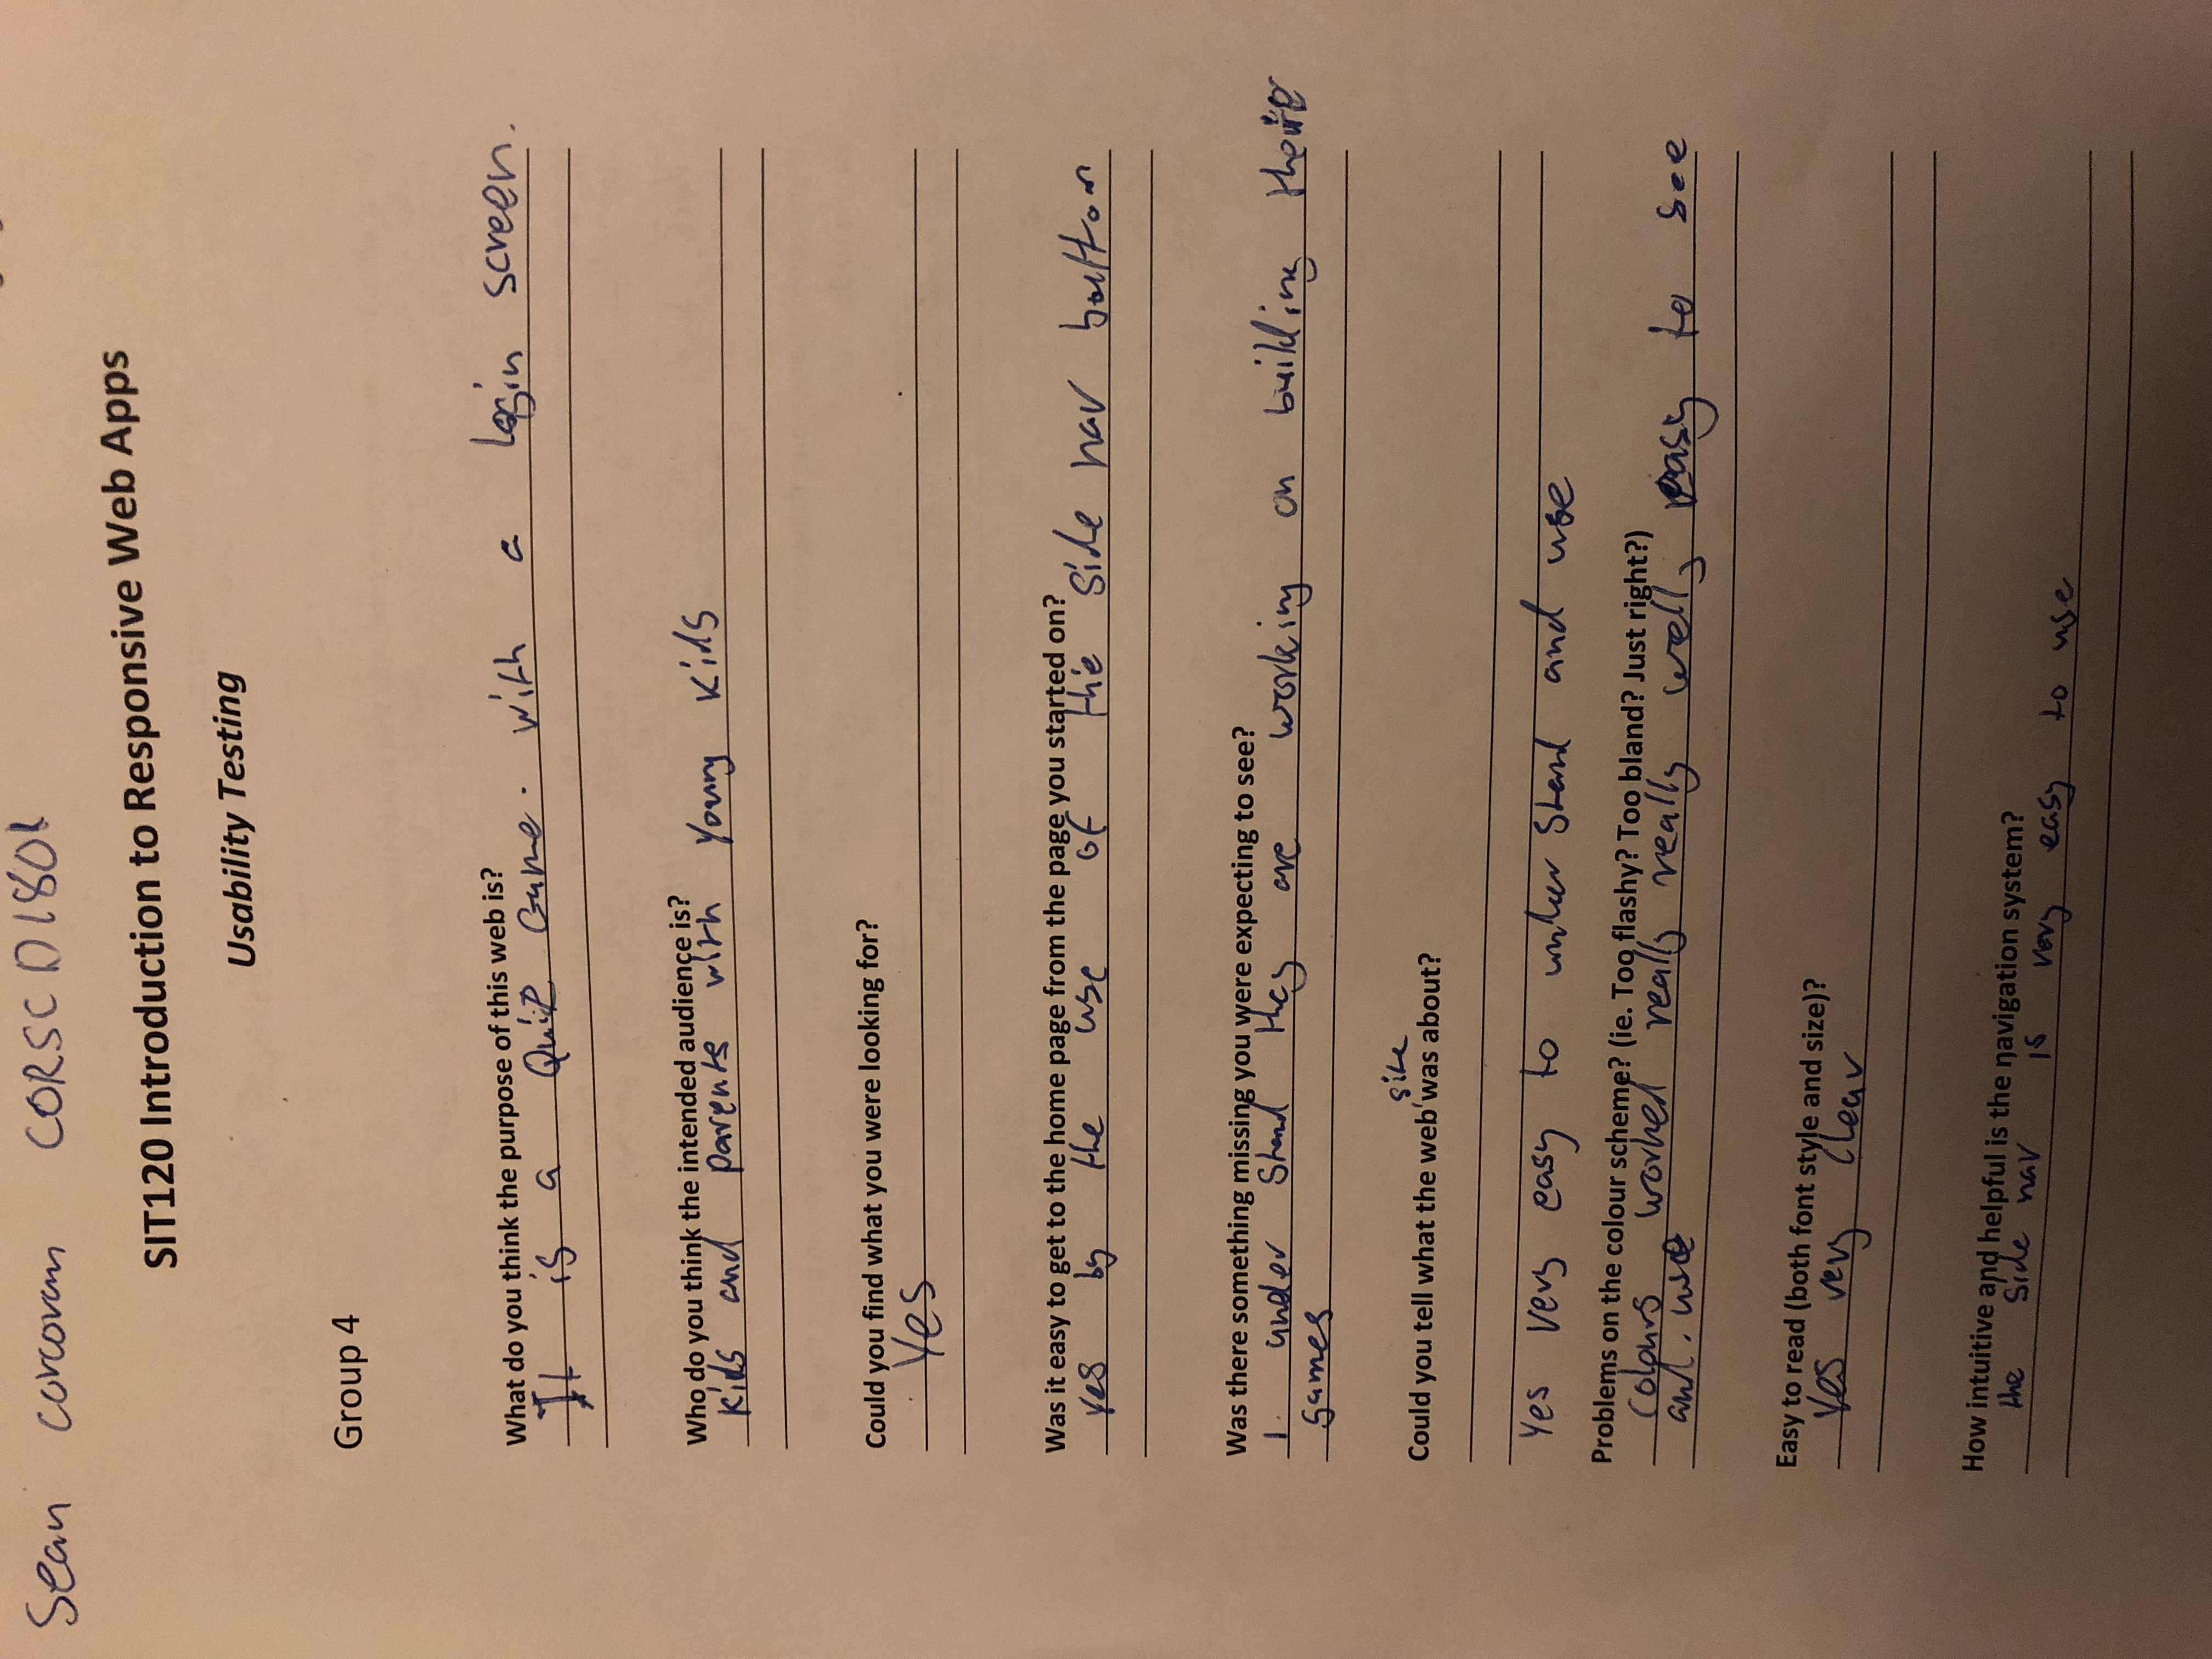 Sean corcoran CORSCD1801
SIT120 Introduction to Responsive Web Apps
Usability Testing
Group 4
What do you think the purpose of this web is?
It is a Quiz Game. with a login screen.
Who do you think the intended audience is?
kids and parents with young kids
Could you find what you were looking for?
Yes
Was it easy to get to the home page from the page you started on?
yes by the use of the side nav buttom
Was there something missing you were expecting to see?
I under stand they are working on building their
games
site
Could you tell what the web was about?
Yes very easy to under stand and use
Problems on the colour scheme? (ie. Too flashy? Too bland? Just right?)
colours worked really really well, easy to see
and. use
Easy to read (both font style and size)?
Yes very clear
How intuitive and helpful is the navigation system?
the side nav is very easy to use